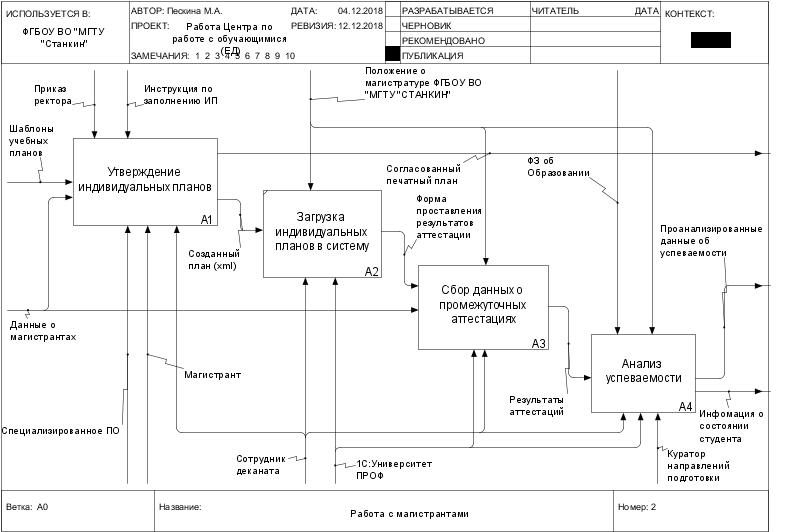 ИСПОЛЬЗУЕТСЯ В:
ФГБОУ ВО "МГТУ
"Станкин"
АВТОР: Пескина М.А.
ДАТА: 04.12.2018
ПРОЕКТ: Работа Центра по
работе с обучающимися
(ЕД)
РЕВИЗИЯ: 12.12.2018
ЗАМЕЧАНИЯ: 1 2 3 4 5 6 7 8 9 10
РАЗРАБАТЫВАЕТСЯ
ЧЕРНОВИК
РЕКОМЕНДОВАНО
ПУБЛИКАЦИЯ
ЧИТАТЕЛЬ ДАТА
КОНТЕКСТ:
Приказ
ректора
Инструкция по
заполнению ИП
Положение о
магистратуре ФГБОУ ВО
"МГТУ "СТАНКИН"
Шаблоны
учебных
планов
Утверждение
индивидуальных планов
A1
Согласованный
печатный план
ФЗ об
Образовании
Загрузка
индивидуальных
планов в систему
A2
Форма
проставления
результатов
аттестации
Созданный
план (xml)
Проанализированные
данные об
успеваемости
Сбор данных о
промежуточных
аттестациях
A3
Данные о
магистрантах
Магистрант
Анализ
успеваемости
A4
Результаты
аттестаций
Инфомация о
состоянии
студента
Специализированное ПО
Сотрудник
деканата
1С:Университет
ПРОФ
Куратор
направлений
подготовки
Ветка: A0
Название:
Работа с магистрантами
Номер: 2